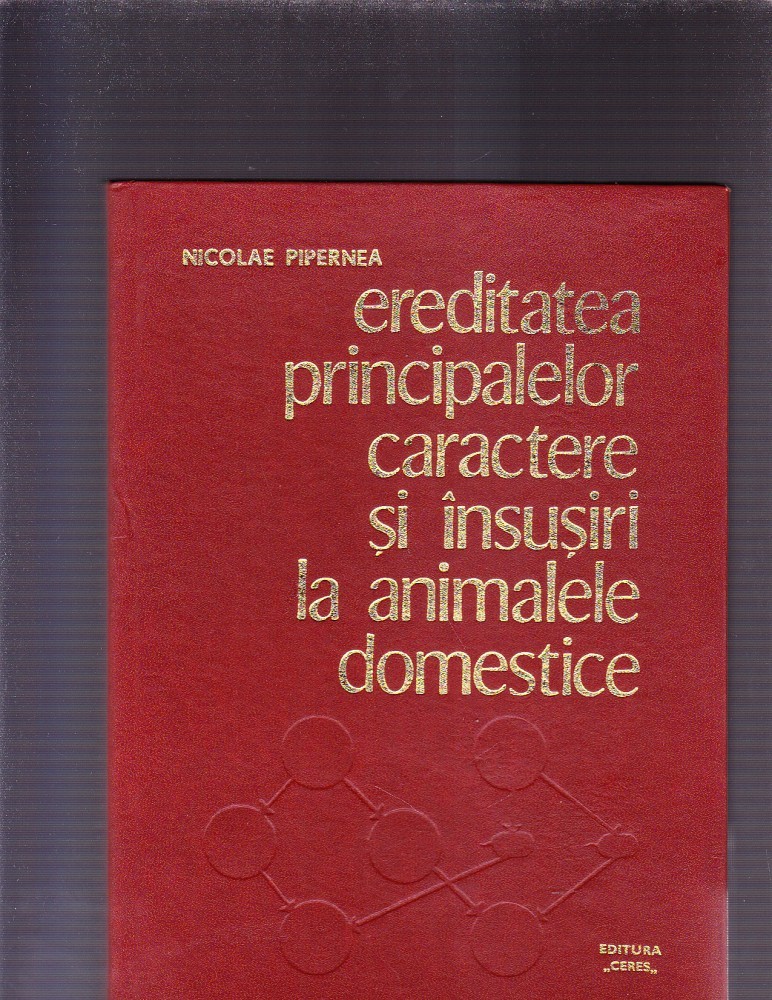 NICOLAE PIPERNEA
ereditatea
principalelor
caractere
și însușiri
la animalele
domestice
EDITURA
„CERES„